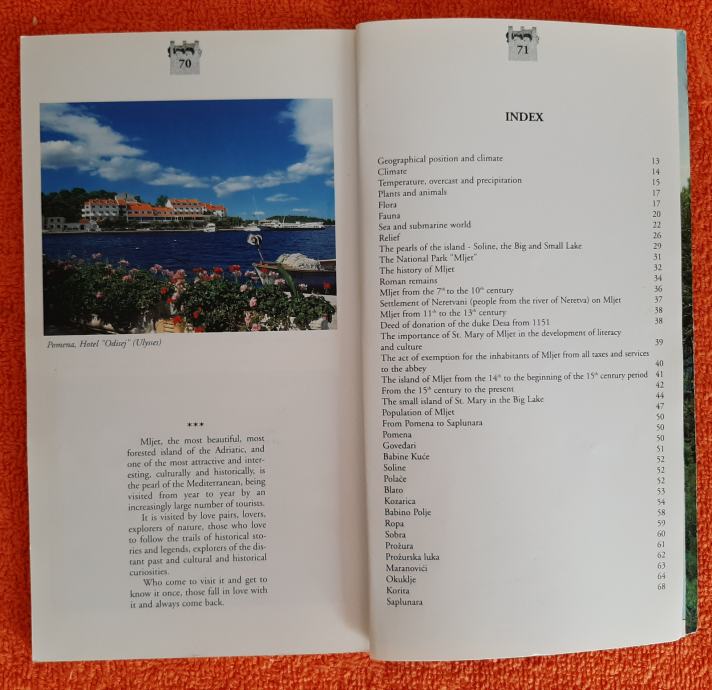 70
Pomena, Hotel "Odisej" (Ulysses)
***
Mljet, the most beautiful, most
forested island of the Adriatic, and
one of the most attractive and inter-
esting, culturally and historically, is
the pearl of the Mediterranean, being
visited from year to year by an
increasingly large number of tourists.
It is visited by love pairs, lovers,
explorers of nature, those who love
to follow the trails of historical sto-
ries and legends, explorers of the dis-
tant past and cultural and historical
curiosities.
Who come to visit it and get to
know it once, those fall in love with
it and always come back.
71
INDEX
Geographical position and climate 13
Climate 14
Temperature, overcast and precipitation 15
Plants and animals 17
Flora 17
Fauna 20
Sea and submarine world 22
Relief 26
The pearls of the island - Soline, the Big and Small Lake 29
The National Park "Mljet" 31
The history of Mljet 32
Roman remains 34
Mljet from the 7th to the 10th century 36
Settlement of Neretvani (people from the river of Neretva) on Mljet 37
Mljet from 11th to the 13th century 38
Deed of donation of the duke Desa from 1151 38
The importance of St. Mary of Mljet in the development of literacy
and culture 39
The act of exemption for the inhabitants of Mljet from all taxes and services
to the abbey 40
The island of Mljet from the 14th to the beginning of the 15th century period 41
From the 15th century to the present 42
The small island of St. Mary in the Big Lake 44
Population of Mljet 47
From Pomena to Saplunara 50
Pomena 50
Goveđari 50
Babine Kuće 51
Soline 52
Polače 52
Blato 52
Kozarica 53
Babino Polje 54
Ropa 58
Sobra 59
Prožura 60
Prožurska luka 61
Maranovići 62
Okuklje 63
Korita 64
Saplunara 68